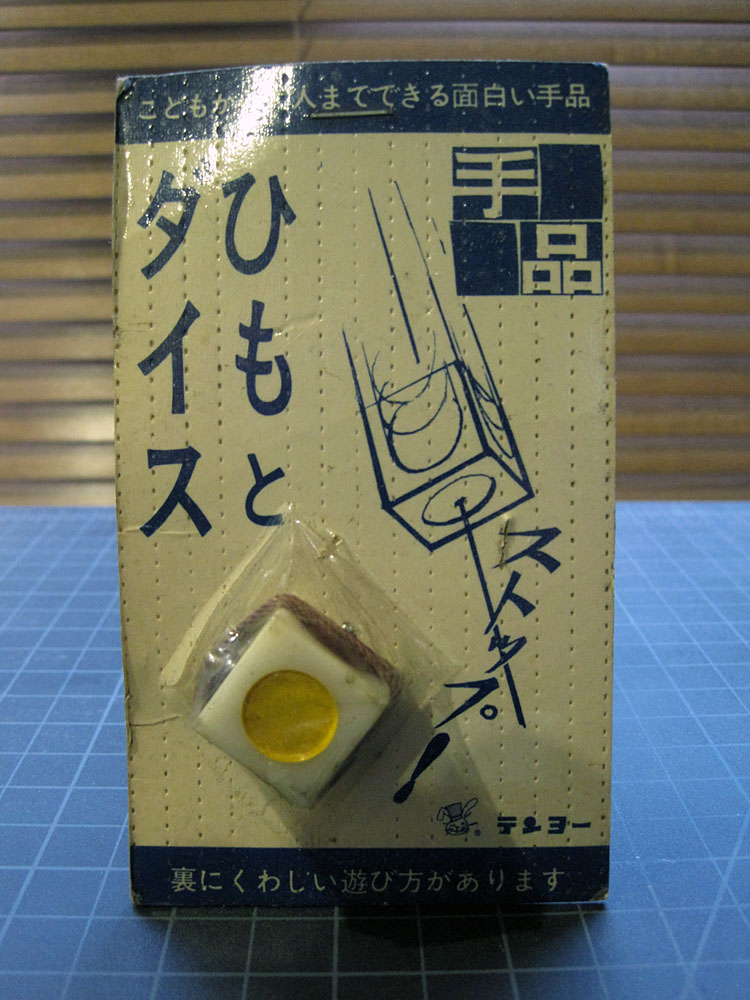 こどもか 人までできる面白い手品
手品
ひもと
ダイス
ストップ!
® テンヨー
裏にくわしい遊び方があります